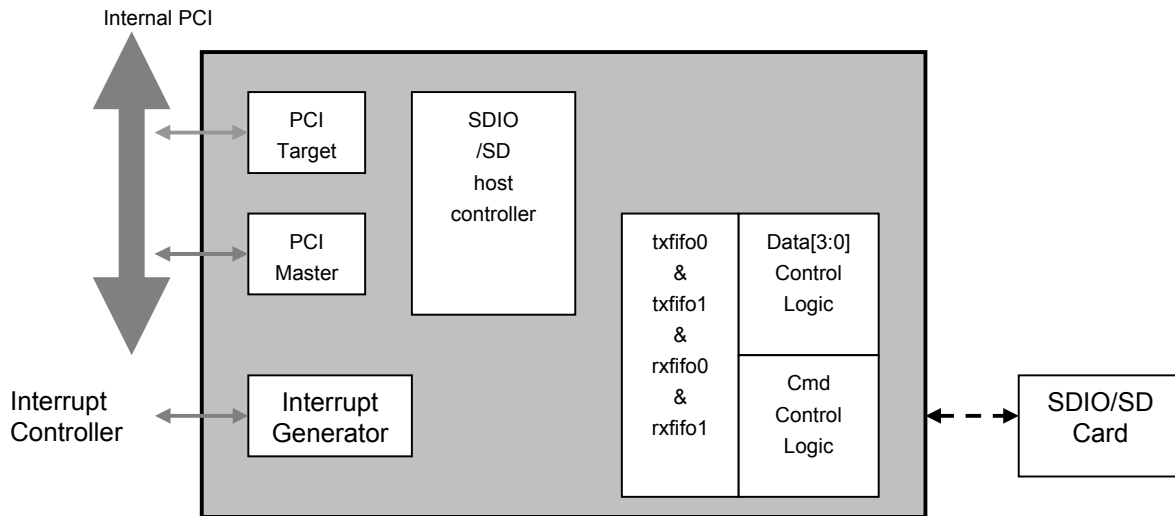 Internal PCI
PCI
Target
SDIO
/SD
host
controller
PCI
Master
txfifo0
&
txfifo1
&
rxfifo0
&
rxfifo1
Data[3:0]
Control
Logic
Cmd
Control
Logic
Interrupt
Controller
Interrupt
Generator
SDIO/SD
Card